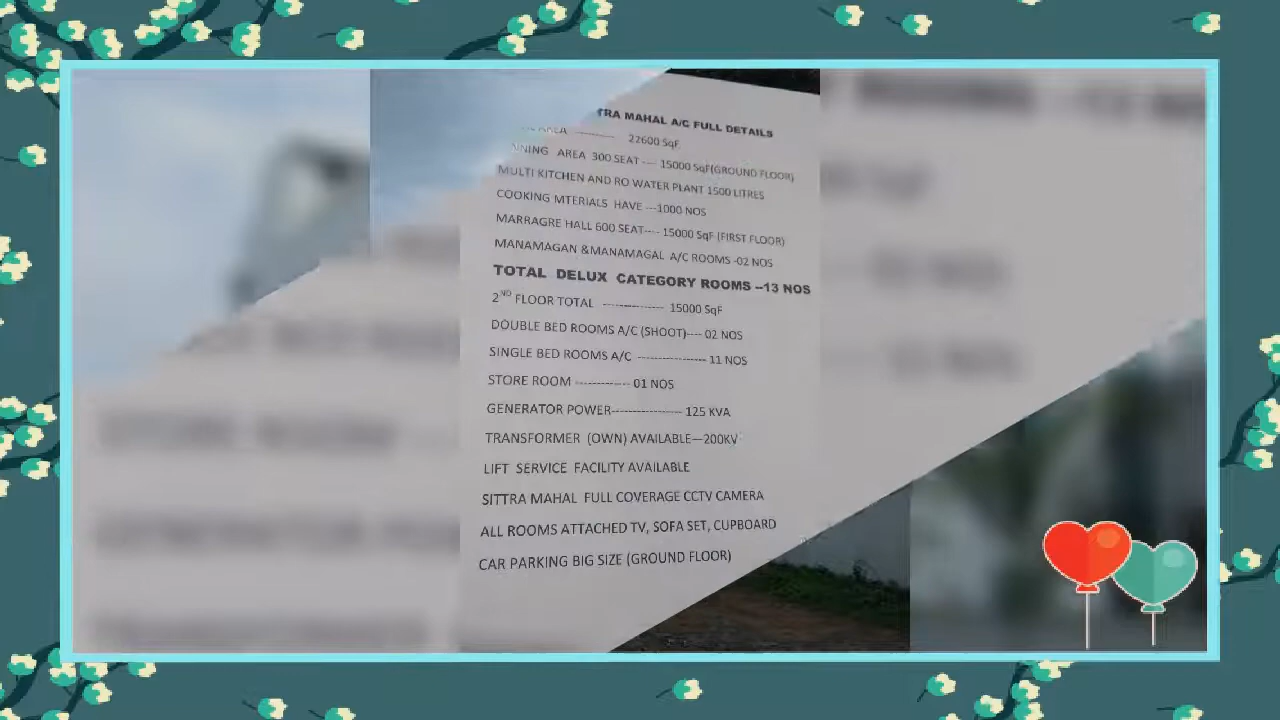 TRA MAHAL A/C FULL DETAILS
AREA ---------- 22600 SqF
NING AREA 300 SEAT ---- 15000 SqF(GROUND FLOOR)
MULTI KITCHEN AND RO WATER PLANT 1500 LITRES
COOKING MTERIALS HAVE ---1000 NOS
MARRAGRE HALL 600 SEAT---- 15000 SqF (FIRST FLOOR)
MANAMAGAN &MANAMAGAL A/C ROOMS -02 NOS
TOTAL DELUX CATEGORY ROOMS --13 NOS
2ND FLOOR TOTAL -------------- 15000 SqF
DOUBLE BED ROOMS A/C (SHOOT)---- 02 NOS
SINGLE BED ROOMS A/C ----------------- 11 NOS
STORE ROOM ------------- 01 NOS
GENERATOR POWER----------------- 125 KVA
TRANSFORMER (OWN) AVAILABLE—200KV
LIFT SERVICE FACILITY AVAILABLE
SITTRA MAHAL FULL COVERAGE CCTV CAMERA
ALL ROOMS ATTACHED TV, SOFA SET, CUPBOARD
CAR PARKING BIG SIZE (GROUND FLOOR)